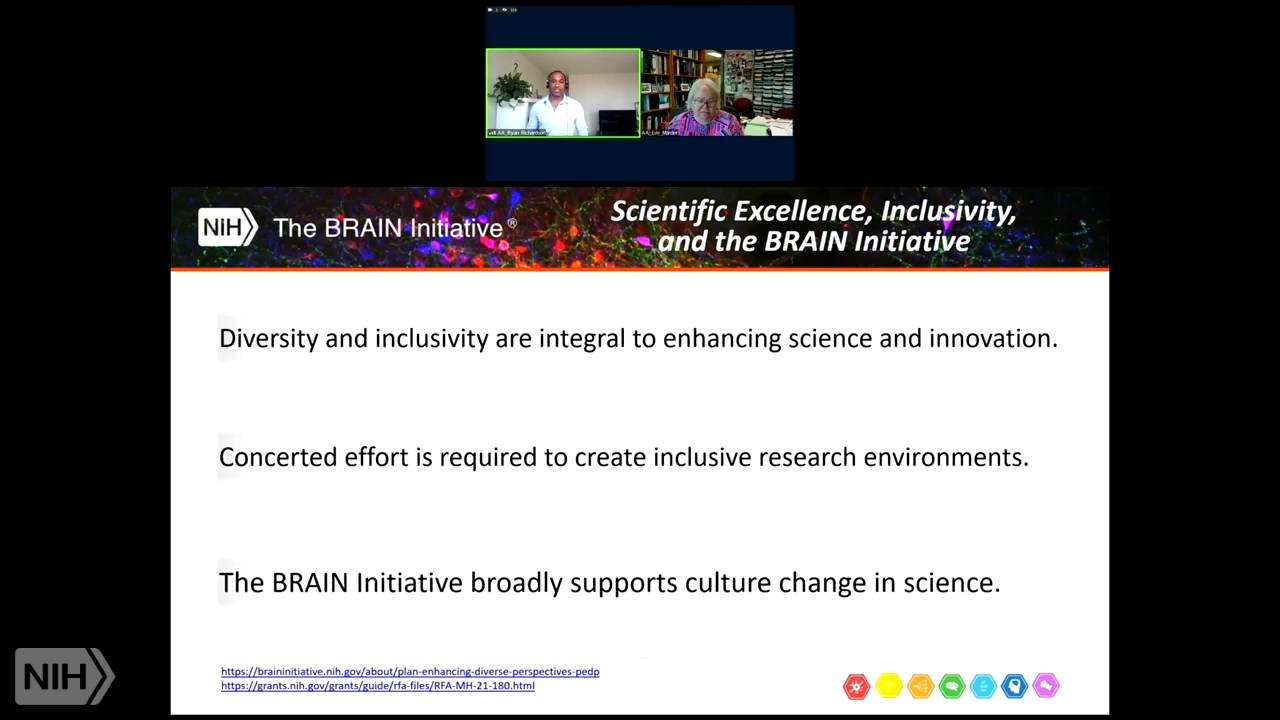 AA_Ryan Richardson
AA_Eve_Marder
NIH
The BRAIN Initiative®
Scientific Excellence, Inclusivity,
and the BRAIN Initiative
Diversity and inclusivity are integral to enhancing science and innovation.
Concerted effort is required to create inclusive research environments.
The BRAIN Initiative broadly supports culture change in science.
https://braininitiative.nih.gov/about/plan-enhancing-diverse-perspectives-pedp
https://grants.nih.gov/grants/guide/rfa-files/RFA-MH-21-180.html
NIH